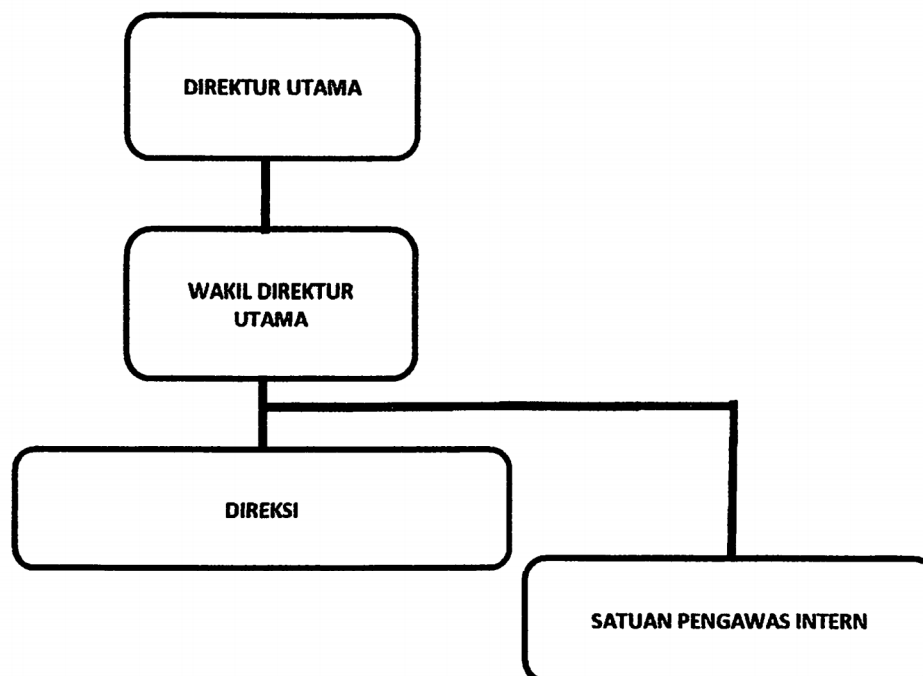 DIREKTUR UTAMA
WAKIL DIREKTUR
UTAMA
DIREKSI
SATUAN PENGAWAS INTERN